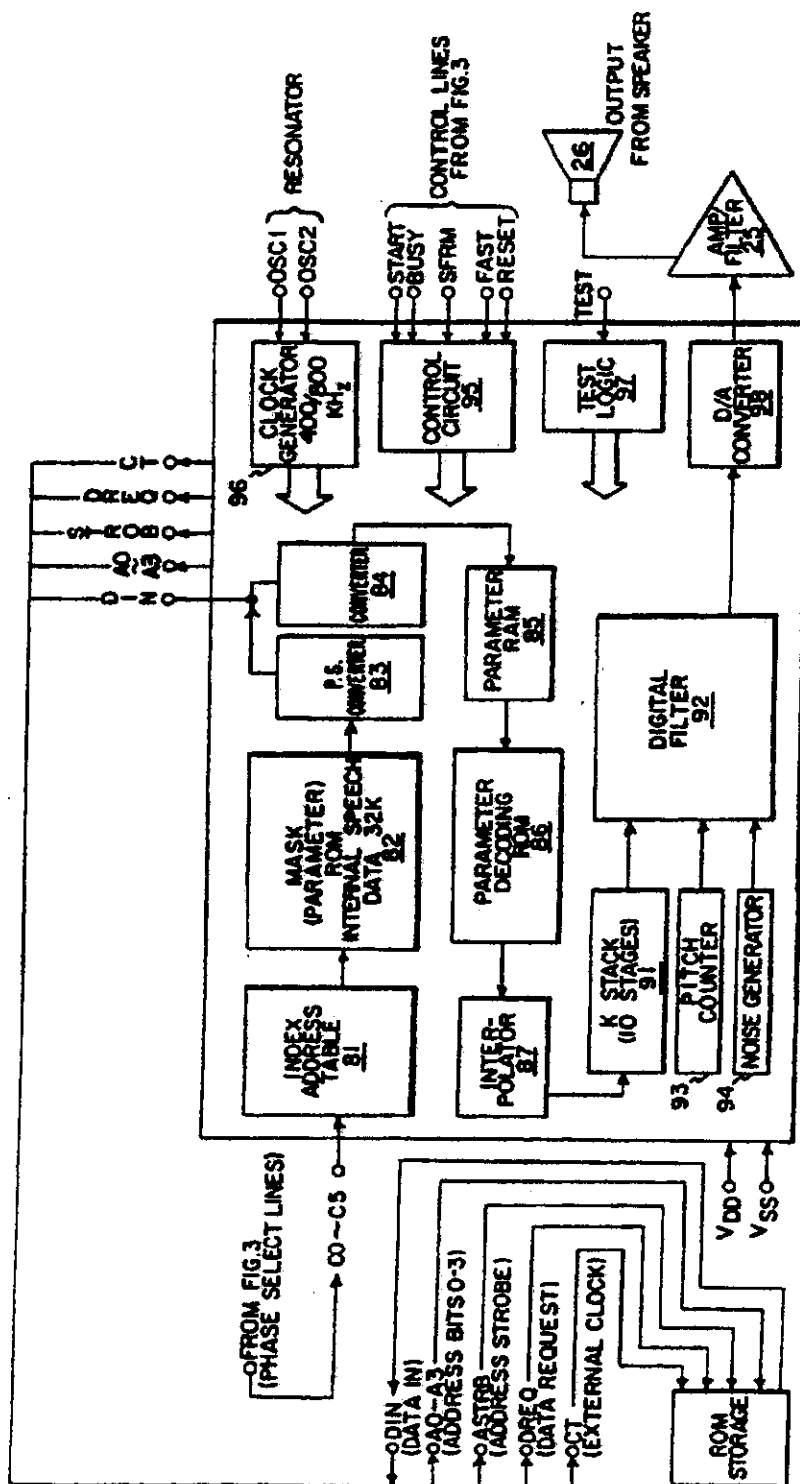 FROM FIG.3
(PHASE SELECT LINES)
C0~C5
DIN
(DATA IN)
A0-A3
(ADDRESS BITS 0-3)
ASTRB
(ADDRESS STROBE)
DREQ
(DATA REQUEST)
CT
(EXTERNAL CLOCK)
ROM
STORAGE
VDD
VSS
INDEX
ADDRESS
TABLE
81
MASK
(PARAMETER)
ROM
INTERNAL SPEECH
DATA 32K
82
P.S.
CONVERTER
83
CONVERTER
84
DIN
A0~A3
STROB
DREQ
CT
INTER-
POLATOR
87
PARAMETER
DECODING
ROM
86
PARAMETER
RAM
85
K STACK
(10 STAGES)
91
93
PITCH
COUNTER
94
NOISE GENERATOR
DIGITAL
FILTER
92
96
CLOCK
GENERATOR
400/800
KHz
OSC1
OSC2
RESONATOR
CONTROL
CIRCUIT
95
START
BUSY
SFRM
FAST
RESET
CONTROL LINES
FROM FIG.3
TEST
LOGIC
97
TEST
D/A
CONVERTER
98
AMP/
FILTER
25
26
OUTPUT
FROM SPEAKER